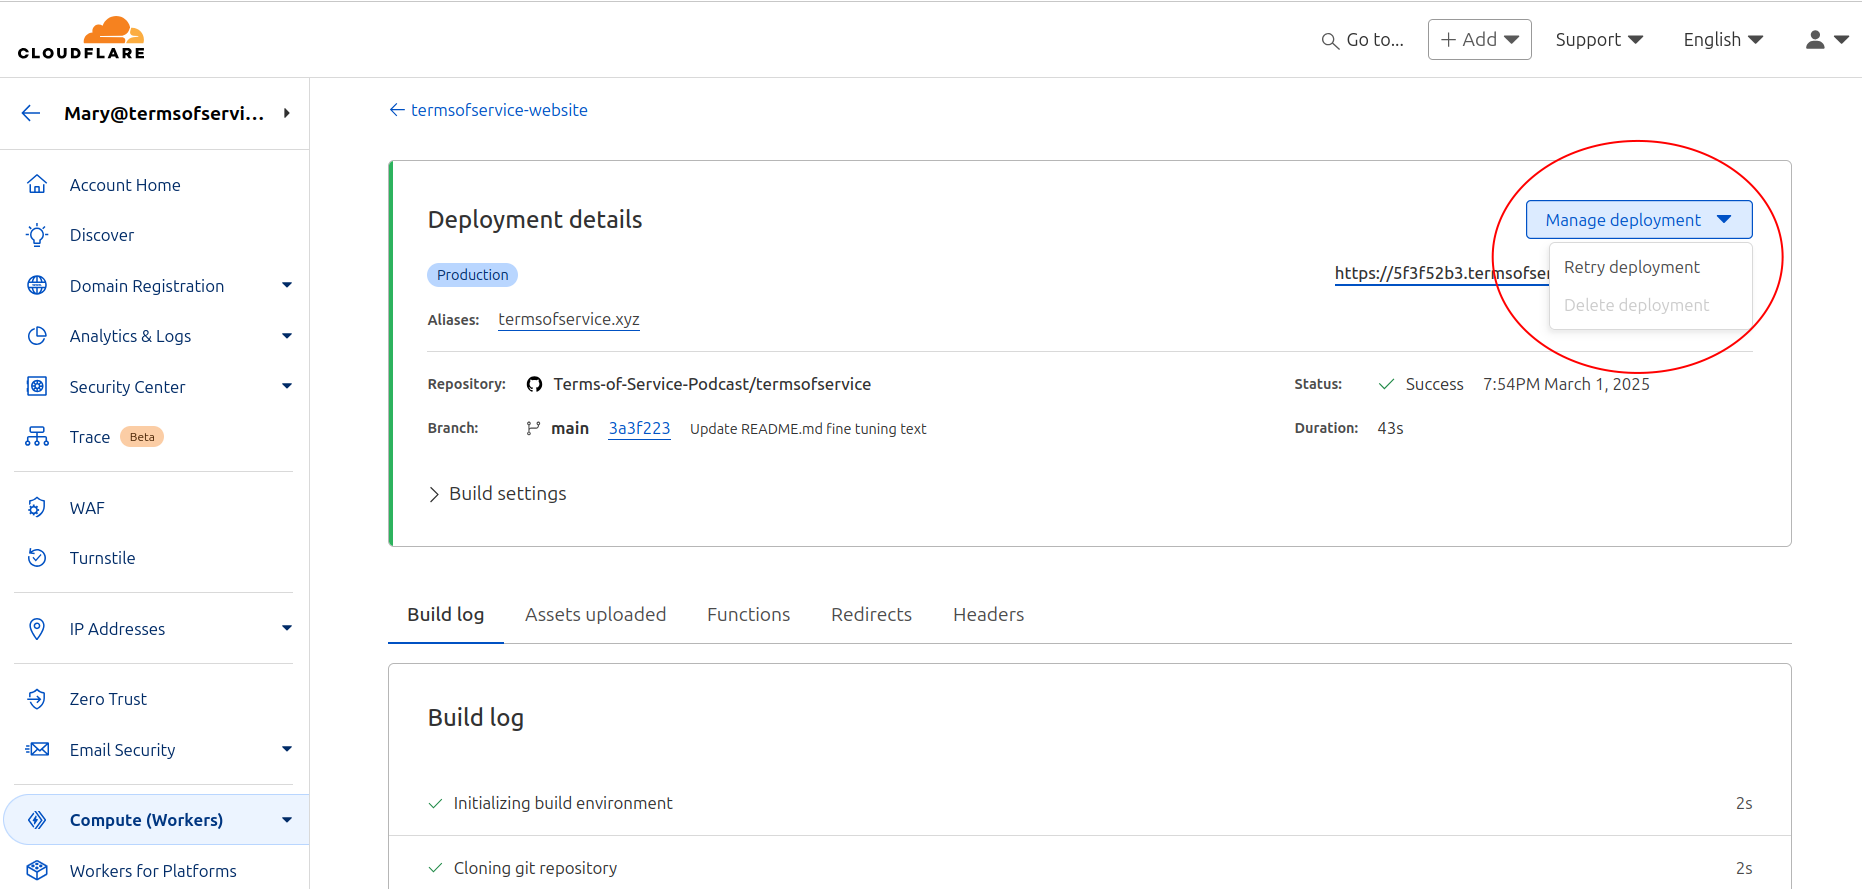 CLOUDFLARE
Go to...
+ Add
Support
English
Mary@termsofservi...
Account Home
Discover
Domain Registration
Analytics & Logs
Security Center
Trace Beta
WAF
Turnstile
IP Addresses
Zero Trust
Email Security
Compute (Workers)
Workers for Platforms
← termsofservice-website
Deployment details
Manage deployment
Retry deployment
Delete deployment
Production
https://5f3f52b3.termsofser
Aliases: termsofservice.xyz
Repository: Terms-of-Service-Podcast/termsofservice
Status: Success 7:54PM March 1, 2025
Branch: main 3a3f223 Update README.md fine tuning text
Duration: 43s
Build settings
Build log Assets uploaded Functions Redirects Headers
Build log
Initializing build environment 2s
Cloning git repository 2s